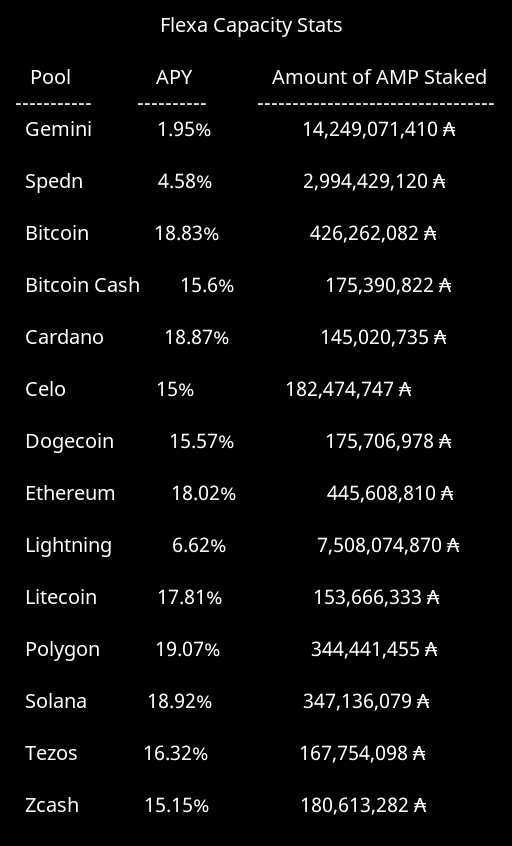 Flexa Capacity Stats
Pool APY Amount of AMP Staked
----------- ---------- ----------------------------------
Gemini 1.95% 14,249,071,410 ₳
Spedn 4.58% 2,994,429,120 ₳
Bitcoin 18.83% 426,262,082 ₳
Bitcoin Cash 15.6% 175,390,822 ₳
Cardano 18.87% 145,020,735 ₳
Celo 15% 182,474,747 ₳
Dogecoin 15.57% 175,706,978 ₳
Ethereum 18.02% 445,608,810 ₳
Lightning 6.62% 7,508,074,870 ₳
Litecoin 17.81% 153,666,333 ₳
Polygon 19.07% 344,441,455 ₳
Solana 18.92% 347,136,079 ₳
Tezos 16.32% 167,754,098 ₳
Zcash 15.15% 180,613,282 ₳